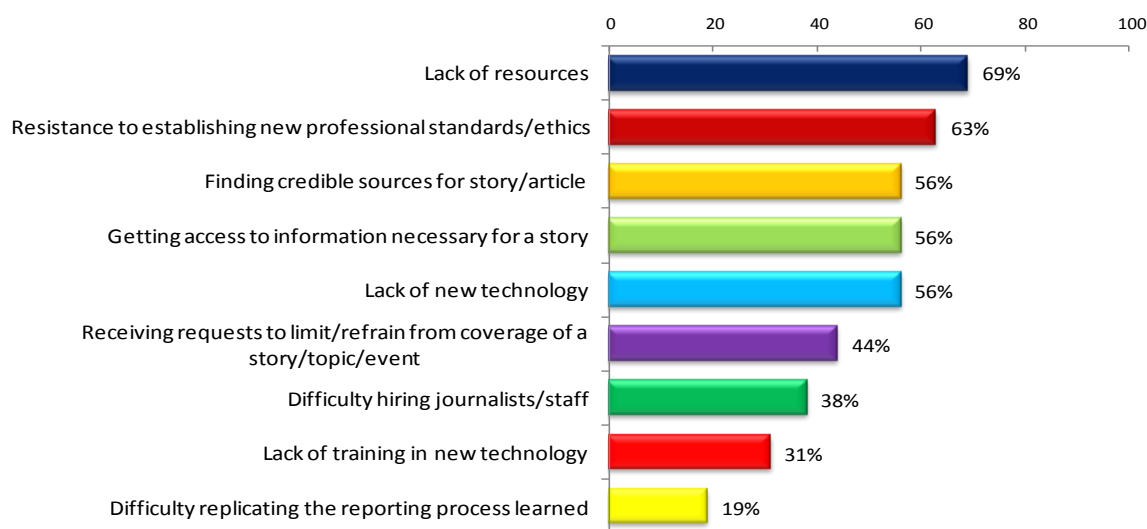 0 20 40 60 80 100
Lack of resources 69%
Resistance to establishing new professional standards/ethics 63%
Finding credible sources for story/article 56%
Getting access to information necessary for a story 56%
Lack of new technology 56%
Receiving requests to limit/refrain from coverage of a
story/topic/event 44%
Difficulty hiring journalists/staff 38%
Lack of training in new technology 31%
Difficulty replicating the reporting process learned 19%